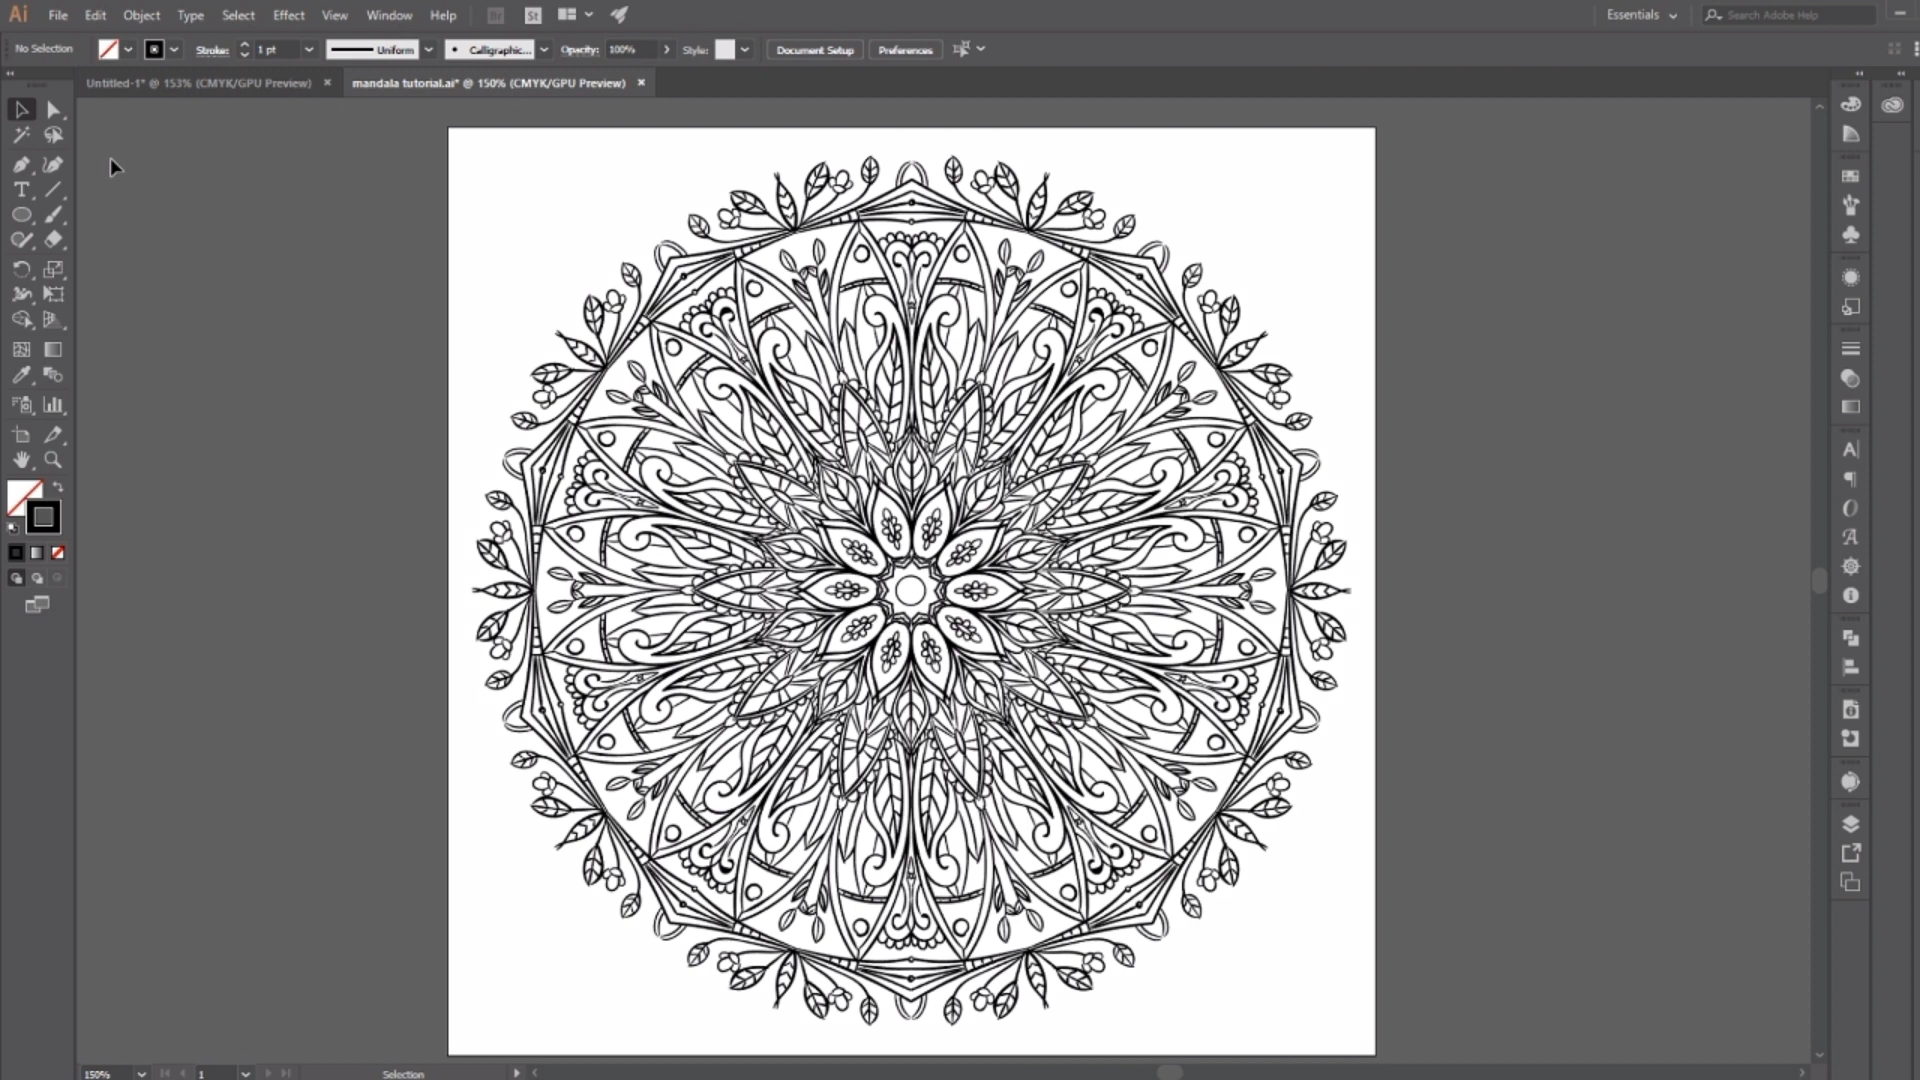 Ai File Edit Object Type Select Effect View Window Help Br St Essentials Search Adobe Help
No Selection Stroke: 1 pt Uniform Calligraphic... Opacity: 100% Style: Document Setup Preferences
Untitled-1* @ 153% (CMYK/GPU Preview) × mandala tutorial.ai* @ 150% (CMYK/GPU Preview) ×
150% 1 Selection